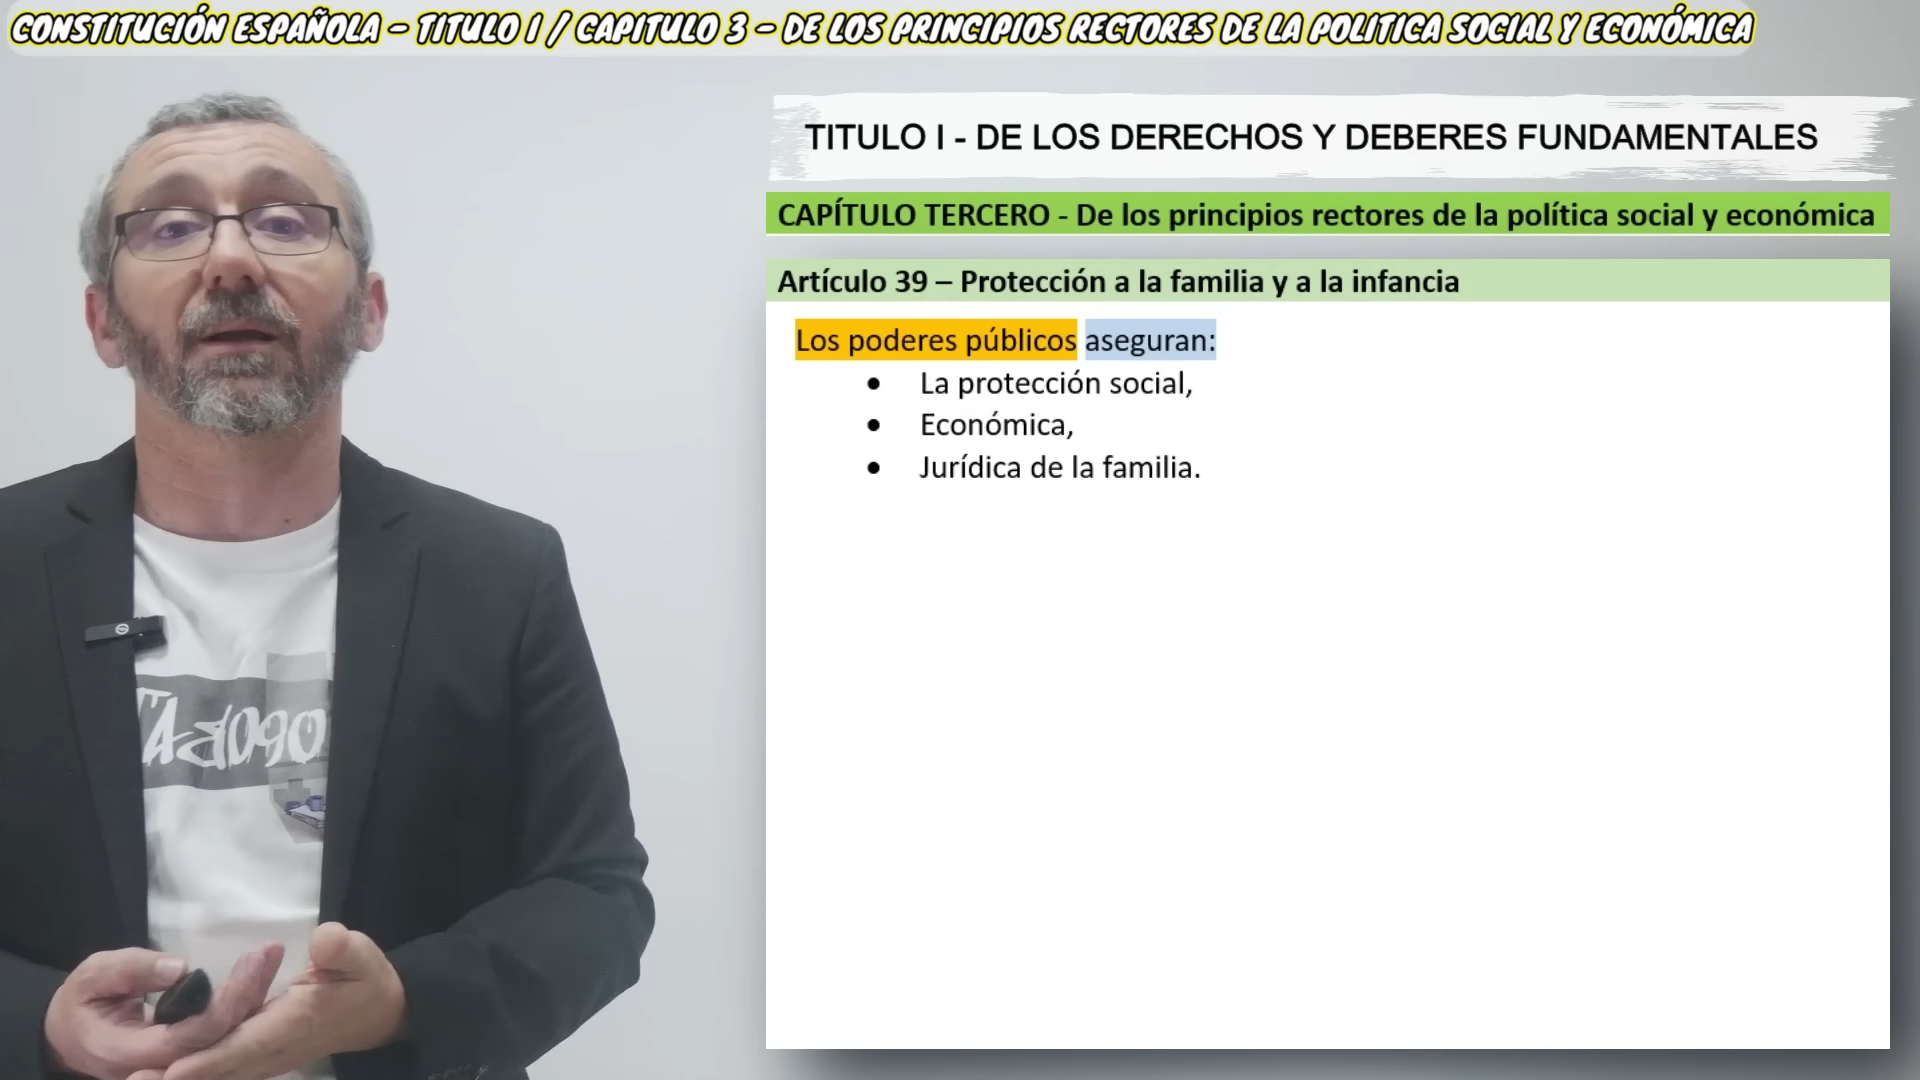 CONSTITUCIÓN ESPAÑOLA - TITULO I / CAPITULO 3 - DE LOS PRINCIPIOS RECTORES DE LA POLITICA SOCIAL Y ECONÓMICA
TITULO I - DE LOS DERECHOS Y DEBERES FUNDAMENTALES
CAPÍTULO TERCERO - De los principios rectores de la política social y económica
Artículo 39 – Protección a la familia y a la infancia
Los poderes públicos aseguran:
• La protección social,
• Económica,
• Jurídica de la familia.